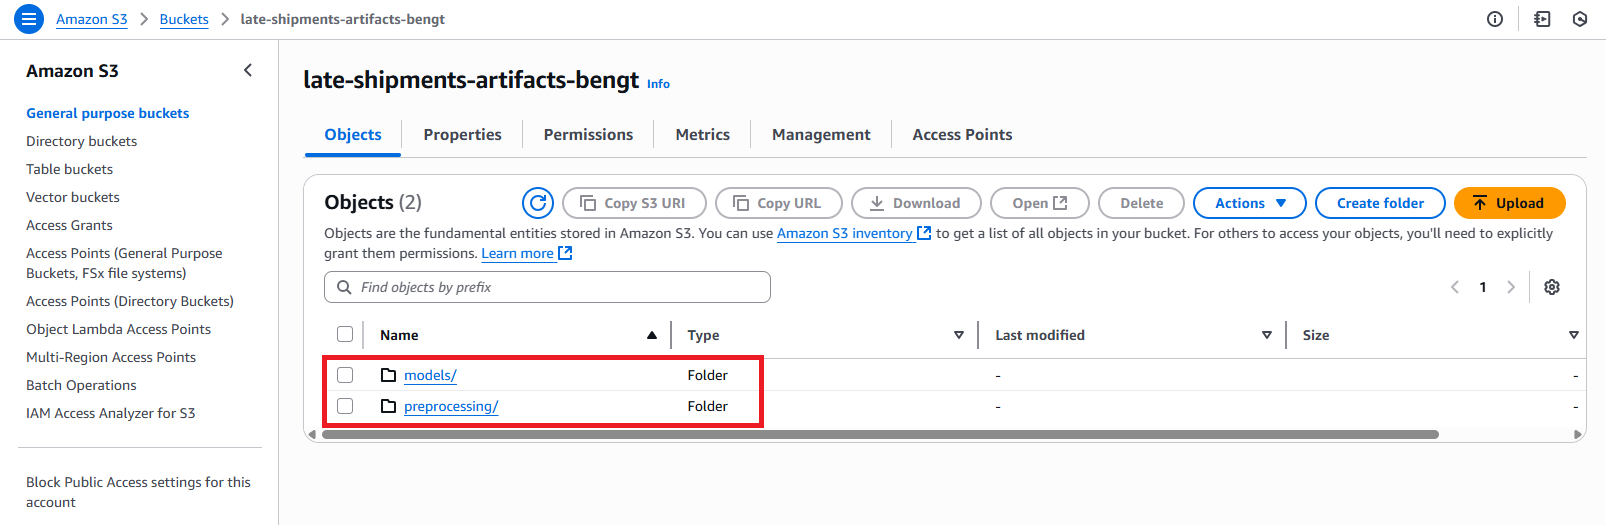 Amazon S3 > Buckets > late-shipments-artifacts-bengt
Amazon S3
General purpose buckets
Directory buckets
Table buckets
Vector buckets
Access Grants
Access Points (General Purpose
Buckets, FSx file systems)
Access Points (Directory Buckets)
Object Lambda Access Points
Multi-Region Access Points
Batch Operations
IAM Access Analyzer for S3
Block Public Access settings for this
account
late-shipments-artifacts-bengt Info
Objects Properties Permissions Metrics Management Access Points
Objects (2) Copy S3 URI Copy URL Download Open Delete Actions Create folder Upload
Objects are the fundamental entities stored in Amazon S3. You can use Amazon S3 inventory to get a list of all objects in your bucket. For others to access your objects, you'll need to explicitly
grant them permissions. Learn more
Find objects by prefix 1
Name Type Last modified Size
models/ Folder - -
preprocessing/ Folder - -